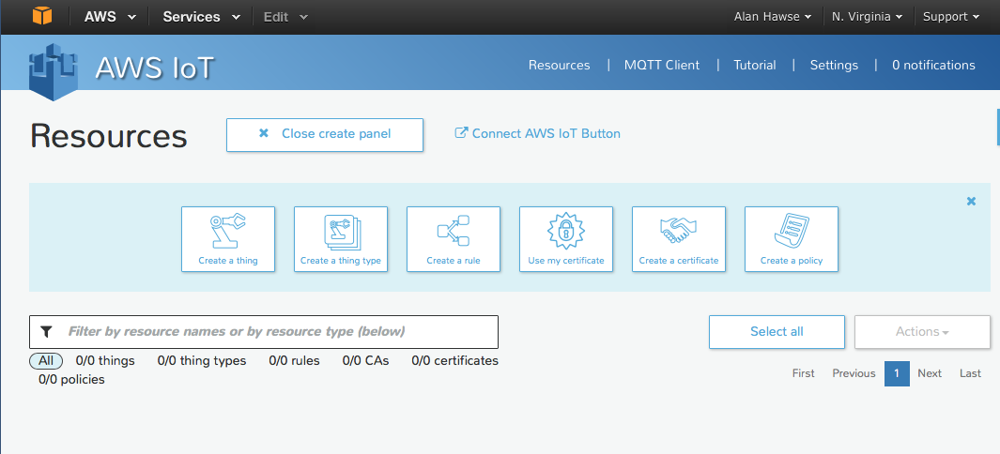 AWS Services Edit Alan Hawse N. Virginia Support
AWS IoT Resources | MQTT Client | Tutorial | Settings | 0 notifications
Resources Close create panel Connect AWS IoT Button
Create a thing Create a thing type Create a rule Use my certificate Create a certificate Create a policy
Filter by resource names or by resource type (below) Select all Actions
All 0/0 things 0/0 thing types 0/0 rules 0/0 CAs 0/0 certificates
0/0 policies
First Previous 1 Next Last